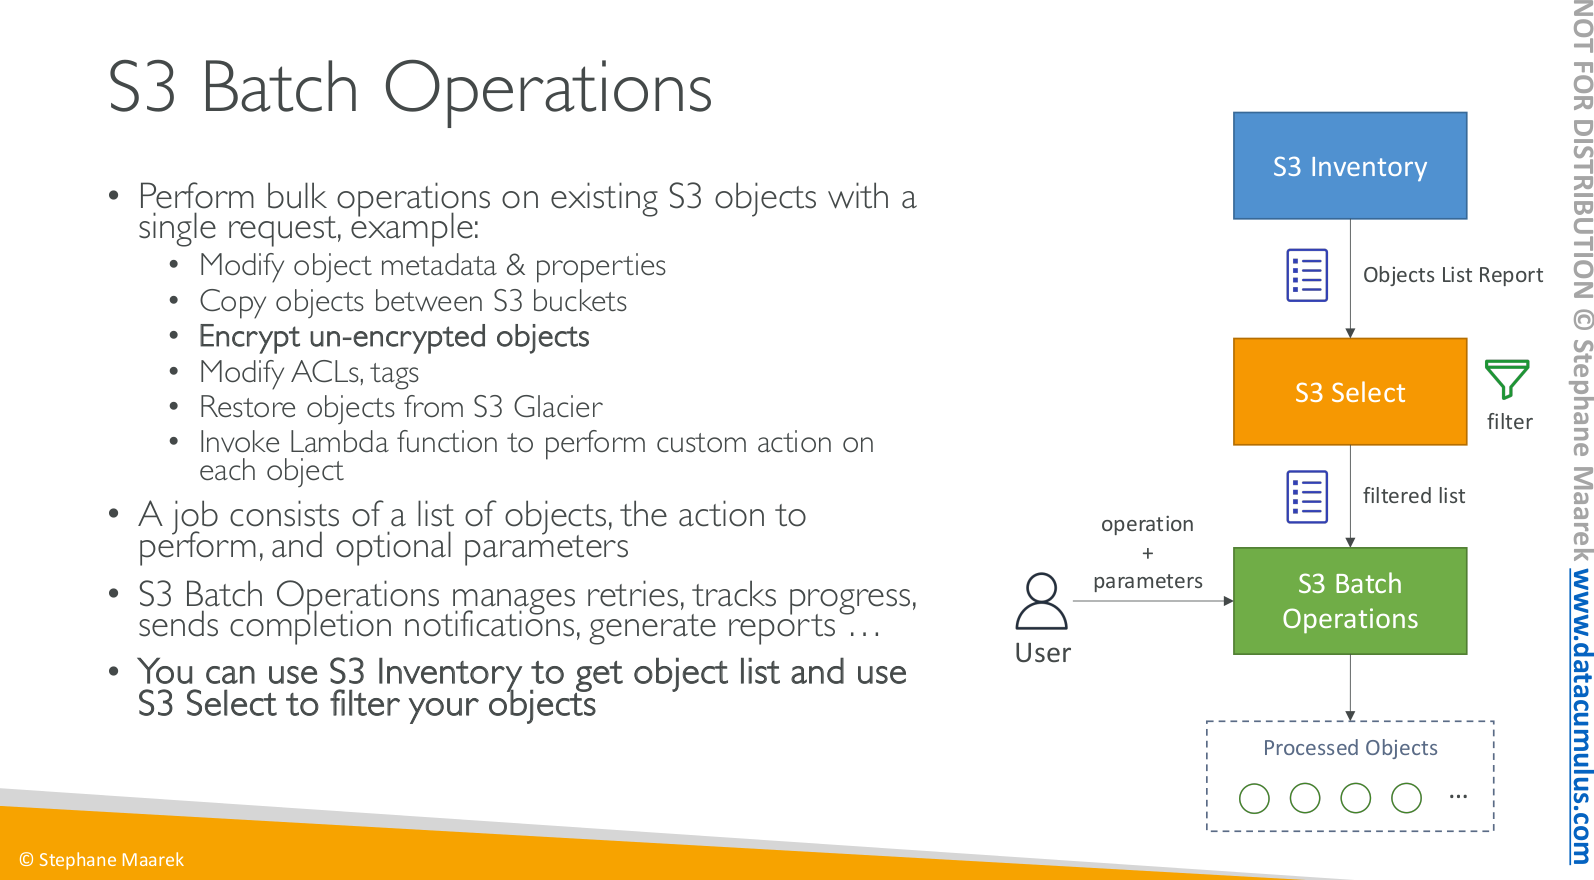 S3 Batch Operations
• Perform bulk operations on existing S3 objects with a
single request, example:
• Modify object metadata & properties
• Copy objects between S3 buckets
• Encrypt un-encrypted objects
• Modify ACLs, tags
• Restore objects from S3 Glacier
• Invoke Lambda function to perform custom action on
each object
• A job consists of a list of objects, the action to
perform, and optional parameters
• S3 Batch Operations manages retries, tracks progress,
sends completion notifications, generate reports …
• You can use S3 Inventory to get object list and use
S3 Select to filter your objects
S3 Inventory
Objects List Report
S3 Select
filter
filtered list
operation
+
parameters
User
S3 Batch
Operations
Processed Objects
...
© Stephane Maarek
NOT FOR DISTRIBUTION © Stephane Maarek www.datacumulus.com